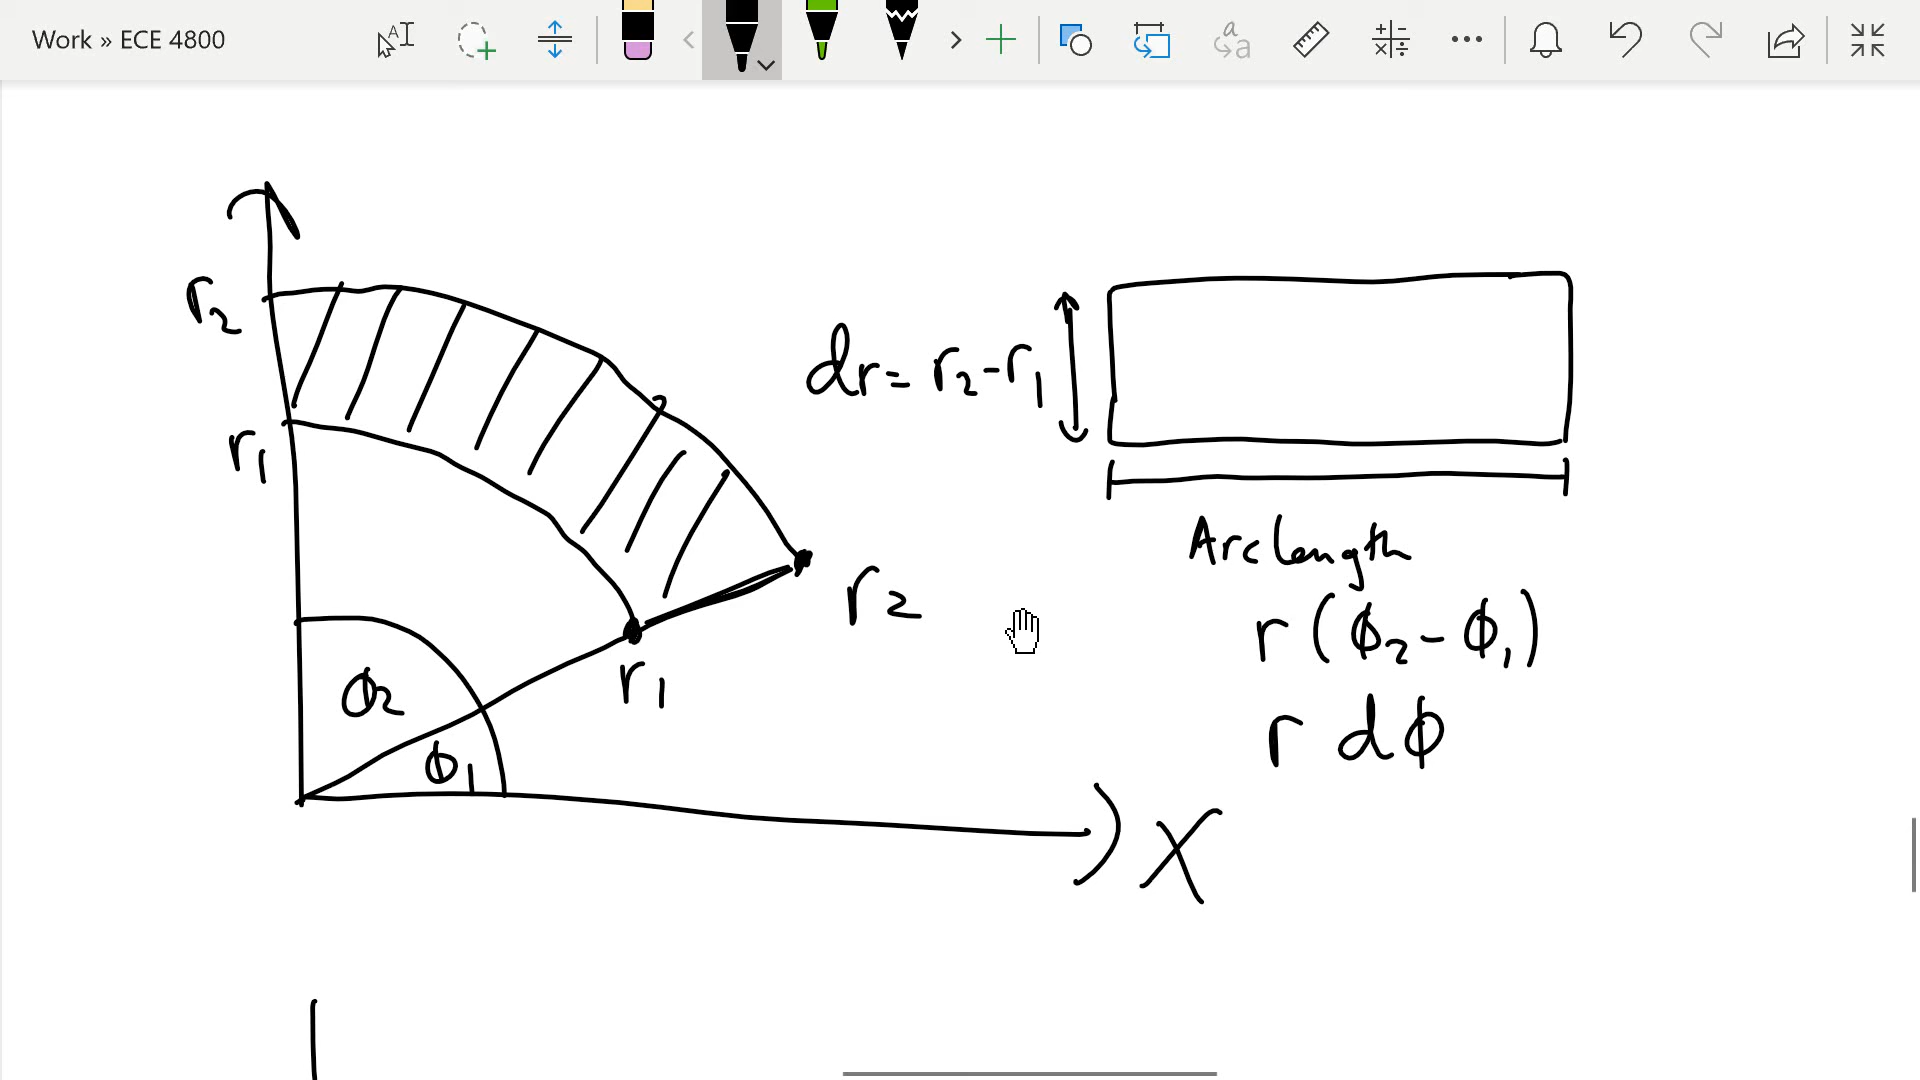 Work » ECE 4800
r₂
r₁
dr = r₂ - r₁
Arc length
r₂
r(ϕ₂ - ϕ₁)
r₁
ϕ₂
r dϕ
ϕ₁
X